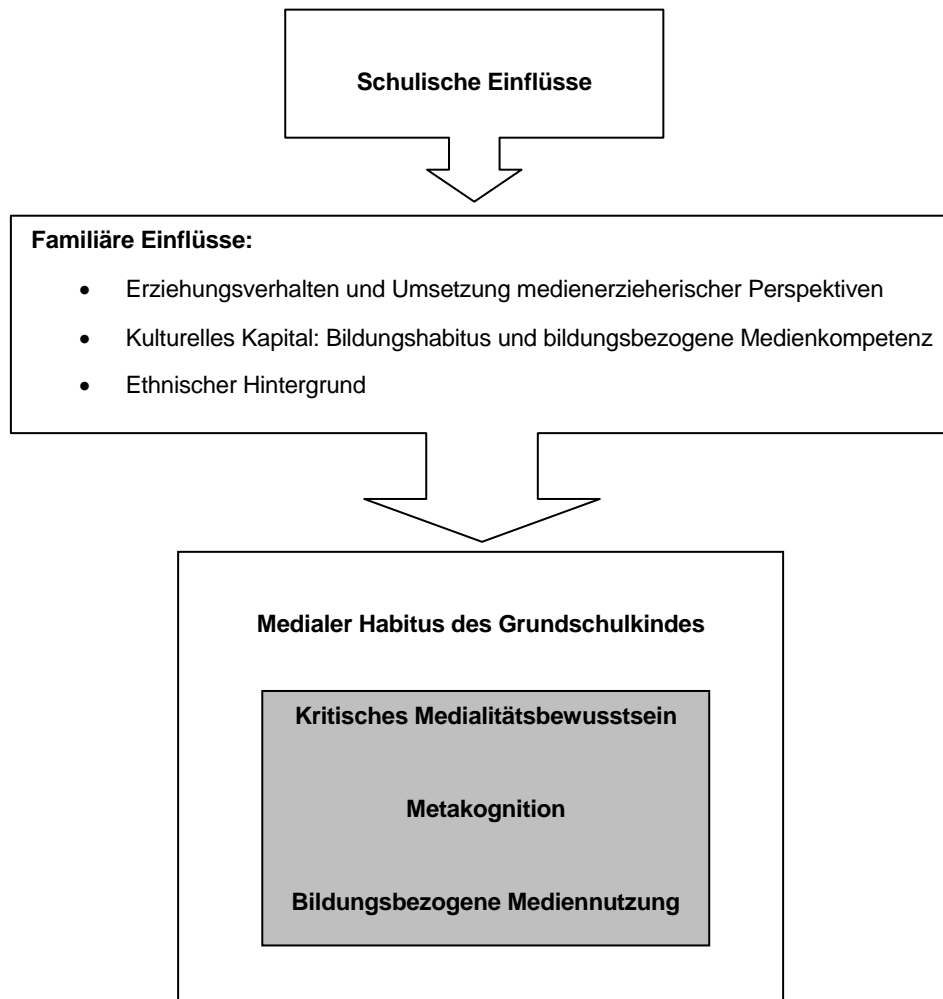 Schulische Einflüsse
Familiäre Einflüsse:
• Erziehungsverhalten und Umsetzung medienerzieherischer Perspektiven
• Kulturelles Kapital: Bildungshabitus und bildungsbezogene Medienkompetenz
• Ethnischer Hintergrund
Medialer Habitus des Grundschulkindes
Kritisches Medialitätsbewusstsein
Metakognition
Bildungsbezogene Mediennutzung